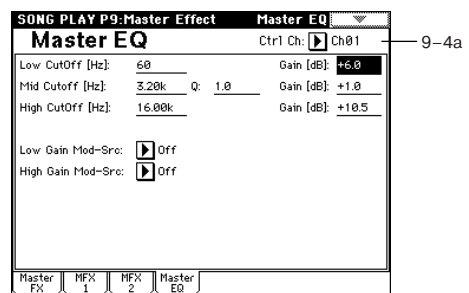 SONG PLAY P9:Master Effect Master EQ
Master EQ Ctrl Ch: Ch01
9–4a
Low CutOff [Hz]: 60 Gain [dB]: +6.0
Mid Cutoff [Hz]: 3.20k Q: 1.0 Gain [dB]: +1.0
High CutOff [Hz]: 16.00k Gain [dB]: +10.5
Low Gain Mod-Src: Off
High Gain Mod-Src: Off
Master FX MFX 1 MFX 2 Master EQ